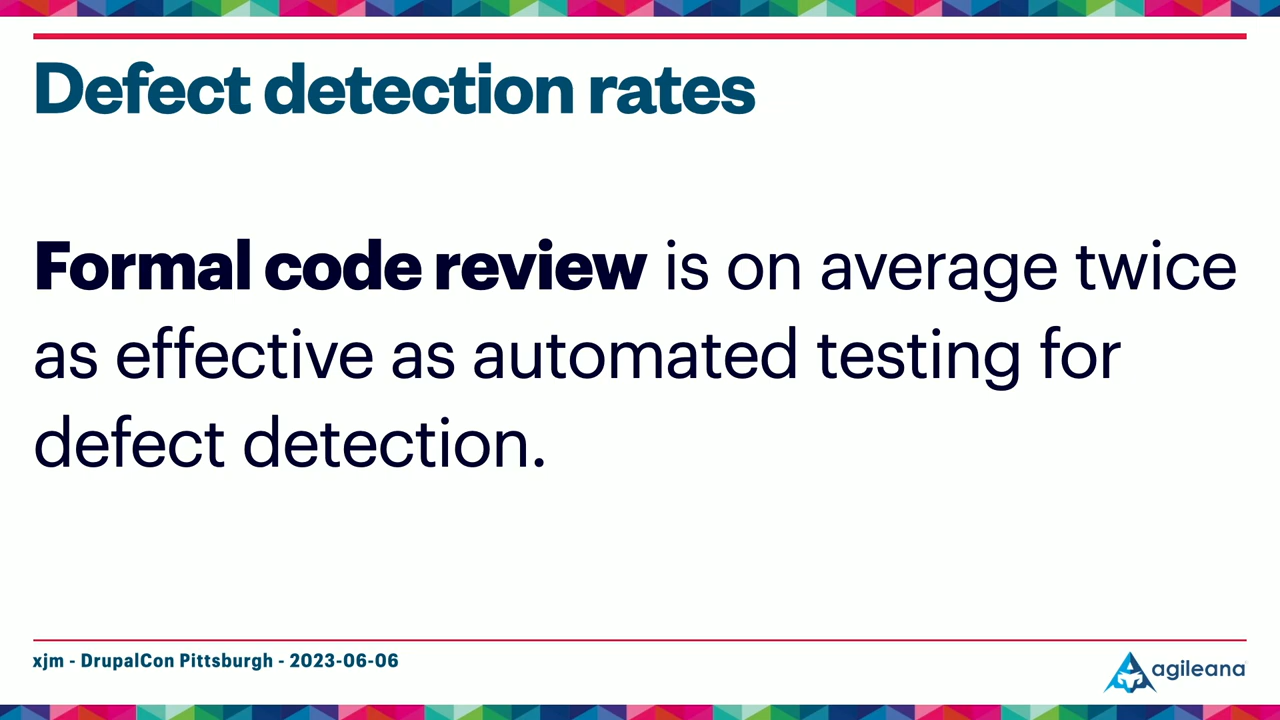 Defect detection rates
Formal code review is on average twice
as effective as automated testing for
defect detection.
xjm - DrupalCon Pittsburgh - 2023-06-06
agileana